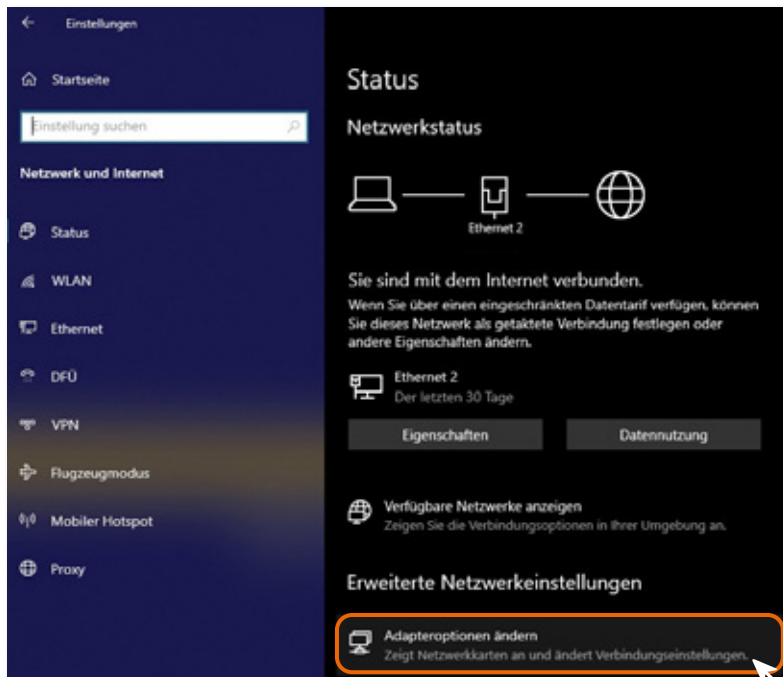 Einstellungen
Startseite
Einstellung suchen
Netzwerk und Internet
Status
WLAN
Ethernet
DFÜ
VPN
Flugzeugmodus
Mobiler Hotspot
Proxy
Status
Netzwerkstatus
Ethernet 2
Sie sind mit dem Internet verbunden.
Wenn Sie über einen eingeschränkten Datentarif verfügen, können
Sie dieses Netzwerk als getaktete Verbindung festlegen oder
andere Eigenschaften ändern.
Ethernet 2
Der letzten 30 Tage
Eigenschaften
Datennutzung
Verfügbare Netzwerke anzeigen
Zeigen Sie die Verbindungsoptionen in Ihrer Umgebung an.
Erweiterte Netzwerkeinstellungen
Adapteroptionen ändern
Zeigt Netzwerkkarten an und ändert Verbindungseinstellungen.